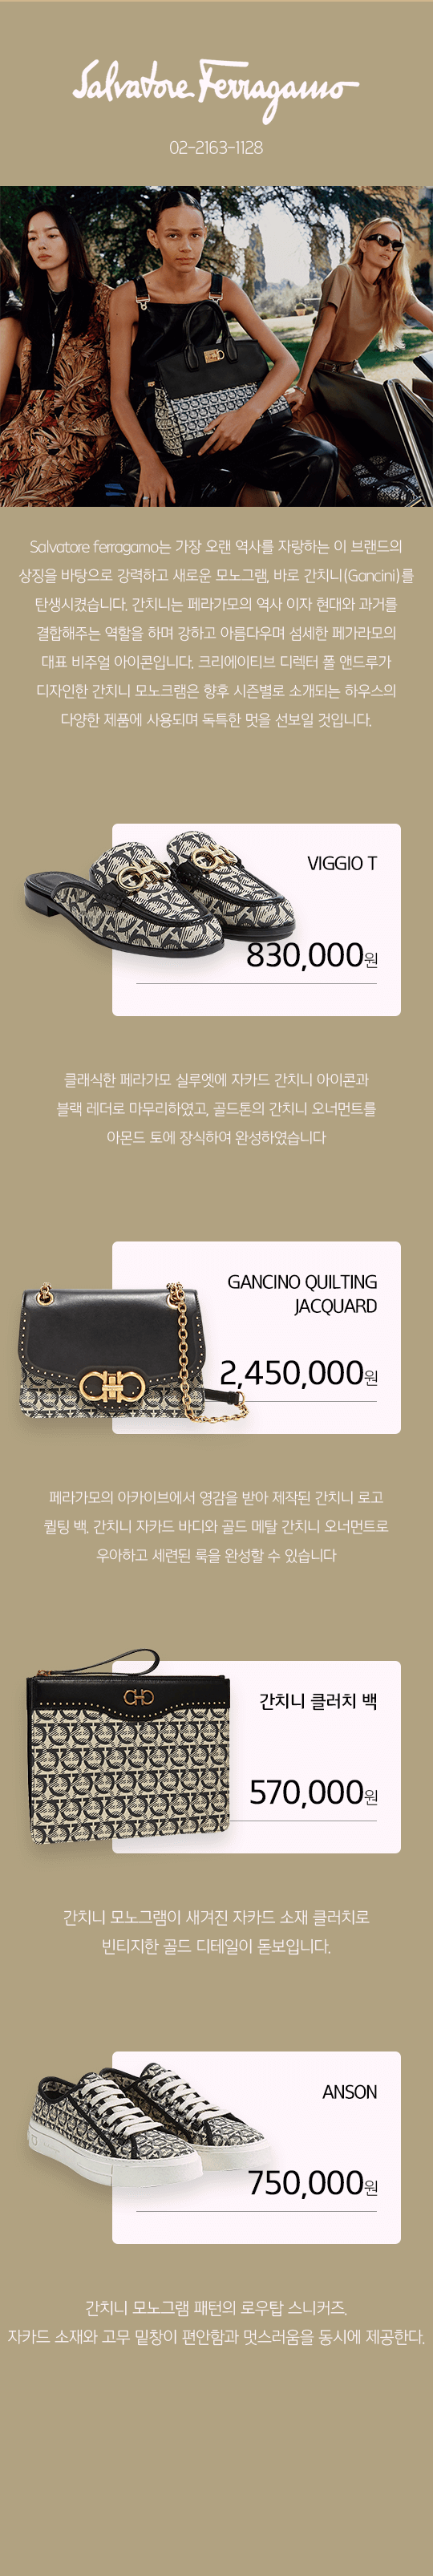 Salvatore Ferragamo
02-2163-1128
Salvatore ferragamo는 가장 오랜 역사를 자랑하는 이 브랜드의
상징을 바탕으로 강력하고 새로운 모노그램, 바로 간치니(Gancini)를
탄생시켰습니다. 간치니는 페라가모의 역사 이자 현대와 과거를
결합해주는 역할을 하며 강하고 아름다우며 섬세한 페가라모의
대표 비주얼 아이콘입니다. 크리에이티브 디렉터 폴 앤드루가
디자인한 간치니 모노크램은 향후 시즌별로 소개되는 하우스의
다양한 제품에 사용되며 독특한 멋을 선보일 것입니다.
VIGGIO T
830,000원
클래식한 페라가모 실루엣에 자카드 간치니 아이콘과
블랙 레더로 마무리하였고, 골드톤의 간치니 오너먼트를
아몬드 토에 장식하여 완성하였습니다
GANCINO QUILTING
JACQUARD
2,450,000원
페라가모의 아카이브에서 영감을 받아 제작된 간치니 로고
퀼팅 백, 간치니 자카드 바디와 골드 메탈 간치니 오너먼트로
우아하고 세련된 룩을 완성할 수 있습니다
간치니 클러치 백
570,000원
간치니 모노그램이 새겨진 자카드 소재 클러치로
빈티지한 골드 디테일이 돋보입니다.
ANSON
750,000원
간치니 모노그램 패턴의 로우탑 스니커즈.
자카드 소재와 고무 밑창이 편안함과 멋스러움을 동시에 제공한다.